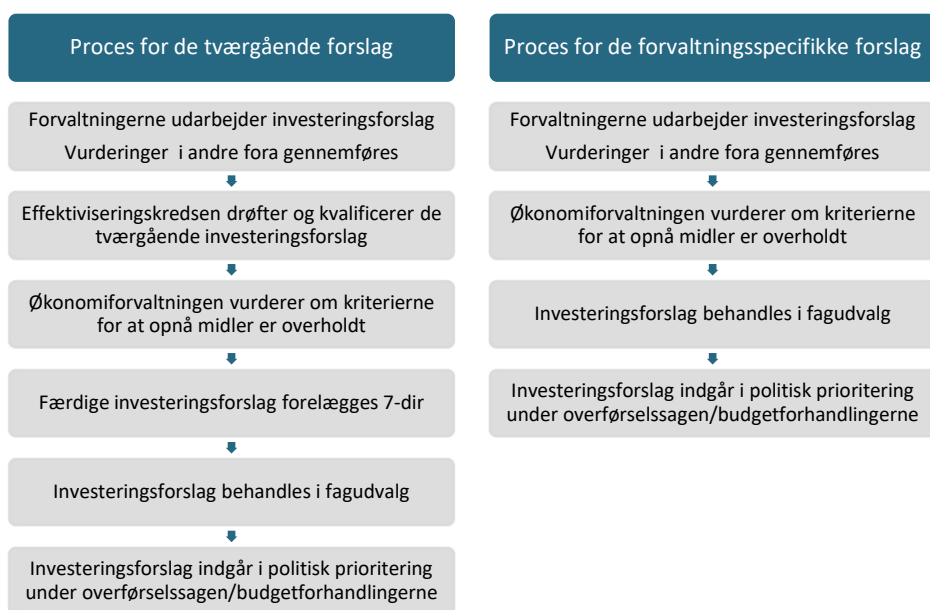 Proces for de tværgående forslag
Forvaltningerne udarbejder investeringsforslag
Vurderinger i andre fora gennemføres
Effektiviseringskredsen drøfter og kvalificerer de
tværgående investeringsforslag
Økonomiforvaltningen vurderer om kriterierne
for at opnå midler er overholdt
Færdige investeringsforslag forelægges 7-dir
Investeringsforslag behandles i fagudvalg
Investeringsforslag indgår i politisk prioritering
under overførselssagen/budgetforhandlingerne
Proces for de forvaltningsspecifikke forslag
Forvaltningerne udarbejder investeringsforslag
Vurderinger i andre fora gennemføres
Økonomiforvaltningen vurderer om kriterierne
for at opnå midler er overholdt
Investeringsforslag behandles i fagudvalg
Investeringsforslag indgår i politisk prioritering
under overførselssagen/budgetforhandlingerne